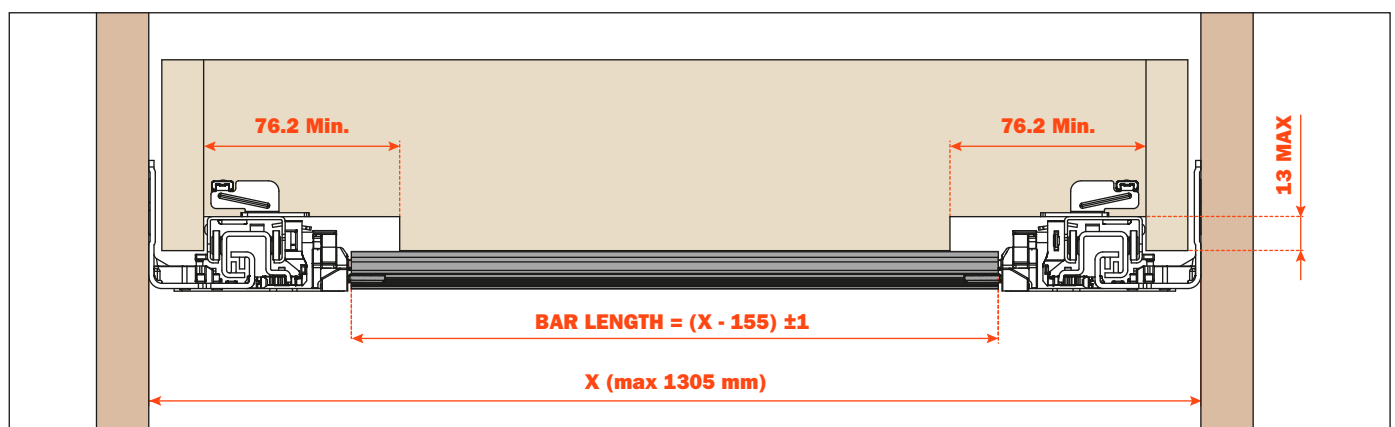 76.2 Min.
76.2 Min.
13 MAX
BAR LENGTH = (X - 155) ±1
X (max 1305 mm)